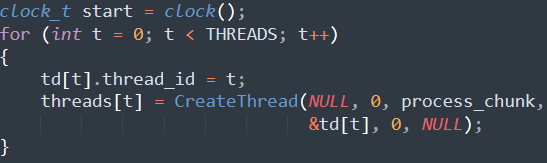 clock_t start = clock();
for (int t = 0; t < THREADS; t++)
{
    td[t].thread_id = t;
    threads[t] = CreateThread(NULL, 0, process_chunk,
                              &td[t], 0, NULL);
}